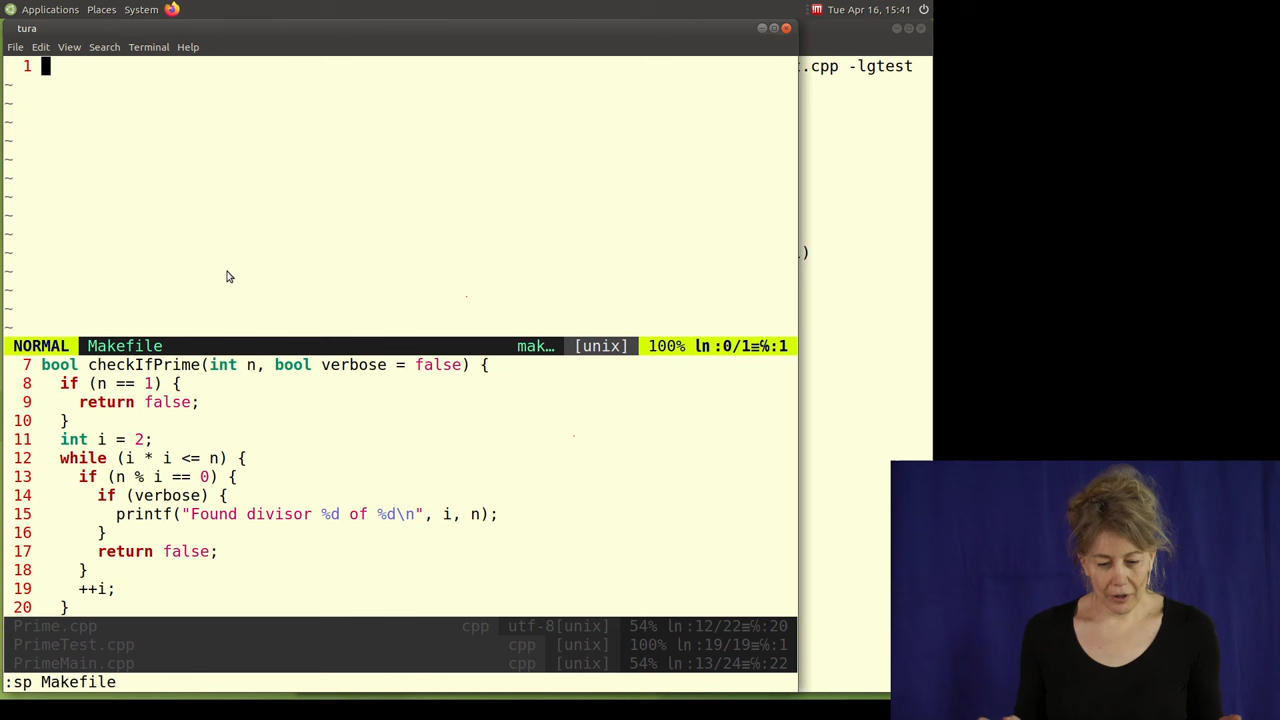 Applications Places System
Tue Apr 16, 15:41
tura
File Edit View Search Terminal Help
1
.cpp -lgtest
~
~
~
~
~
~
~
~
~
)
~
~
~
~
~
NORMAL Makefile mak… [unix] 100% ln:0/1≡℅:1
7 bool checkIfPrime(int n, bool verbose = false) {
8 if (n == 1) {
9 return false;
10 }
11 int i = 2;
12 while (i * i <= n) {
13 if (n % i == 0) {
14 if (verbose) {
15 printf("Found divisor %d of %d\n", i, n);
16 }
17 return false;
18 }
19 ++i;
20 }
Prime.cpp cpp utf-8[unix] 54% ln:12/22≡℅:20
PrimeTest.cpp cpp [unix] 100% ln:19/19≡℅:1
PrimeMain.cpp cpp [unix] 54% ln:13/24≡℅:22
:sp Makefile